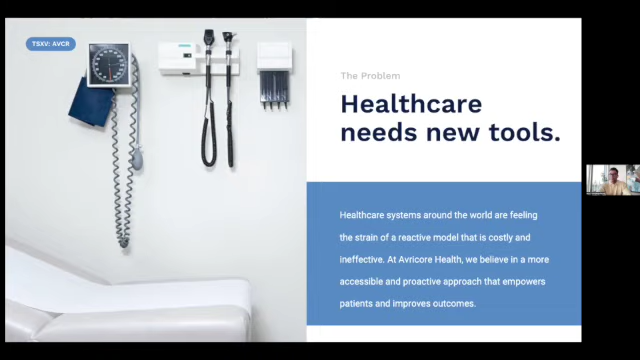 TSXV: AVCR
The Problem
Healthcare
needs new tools.
Healthcare systems around the world are feeling
the strain of a reactive model that is costly and
ineffective. At Avricore Health, we believe in a more
accessible and proactive approach that empowers
patients and improves outcomes.